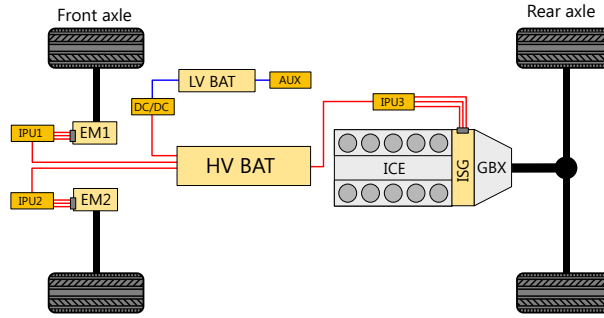 Front axle
Rear axle
LV BAT
AUX
DC/DC
IPU3
IPU1
EM1
HV BAT
ICE
ISG
GBX
IPU2
EM2